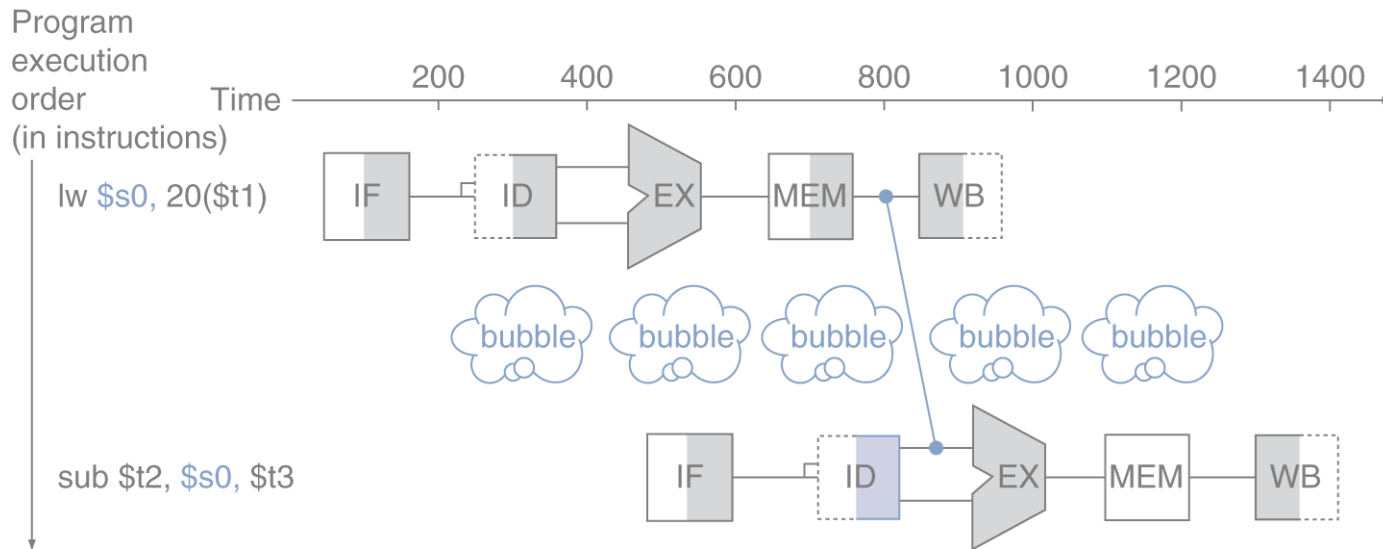 Program
execution
order
(in instructions)
Time
200 400 600 800 1000 1200 1400
lw $s0, 20($t1)
IF ID EX MEM WB
bubble bubble bubble bubble bubble
sub $t2, $s0, $t3
IF ID EX MEM WB